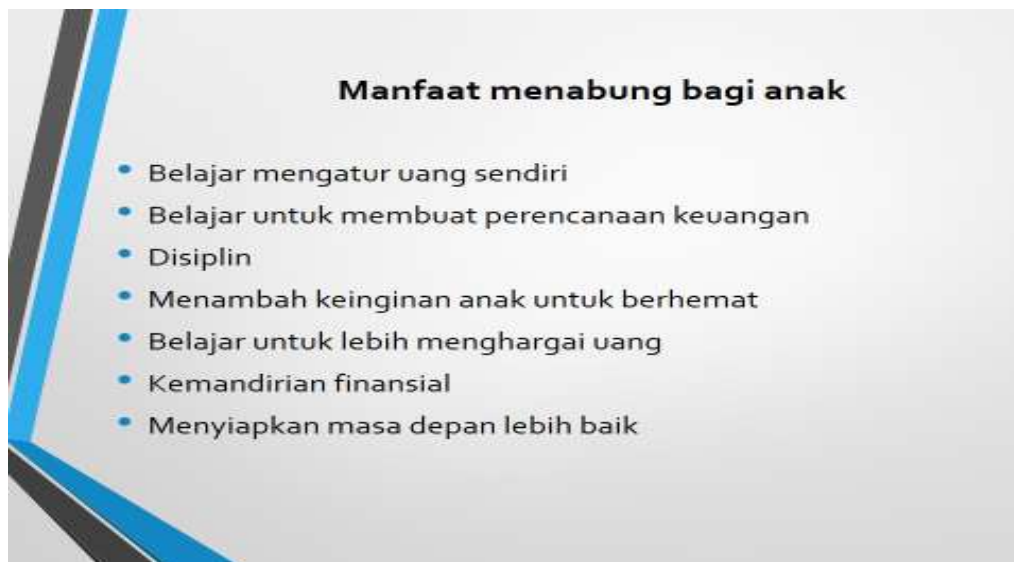 Manfaat menabung bagi anak
• Belajar mengatur uang sendiri
• Belajar untuk membuat perencanaan keuangan
• Disiplin
• Menambah keinginan anak untuk berhemat
• Belajar untuk lebih menghargai uang
• Kemandirian finansial
• Menyiapkan masa depan lebih baik